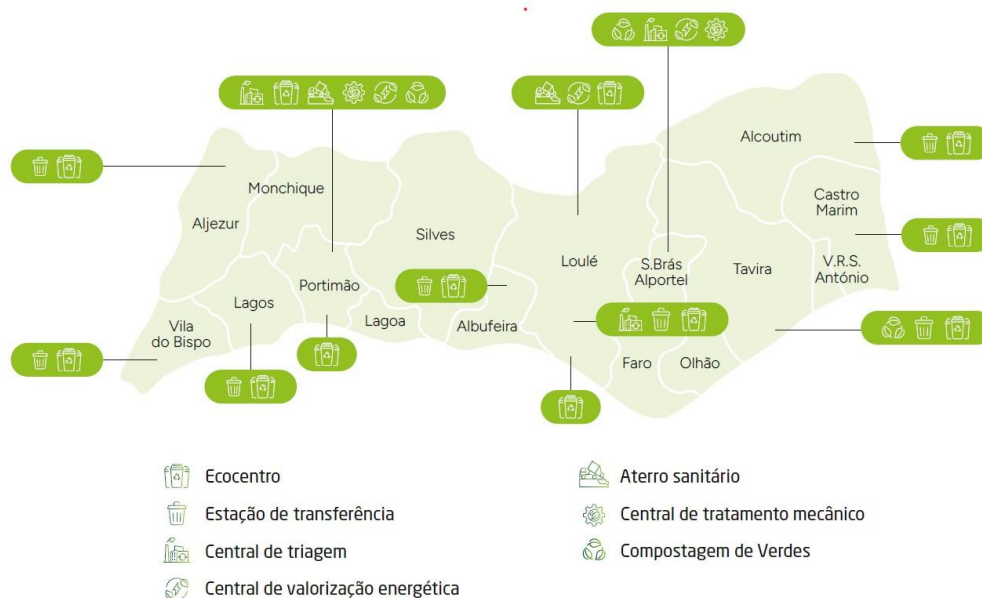 Alcoutim
Monchique
Castro
Marim
Aljezur
Silves
Loulé
S.Brás
Alportel
Tavira
V.R.S.
António
Portimão
Lagos
Lagoa
Albufeira
Vila
do Bispo
Faro
Olhão
Ecocentro
Estação de transferência
Central de triagem
Central de valorização energética
Aterro sanitário
Central de tratamento mecânico
Compostagem de Verdes